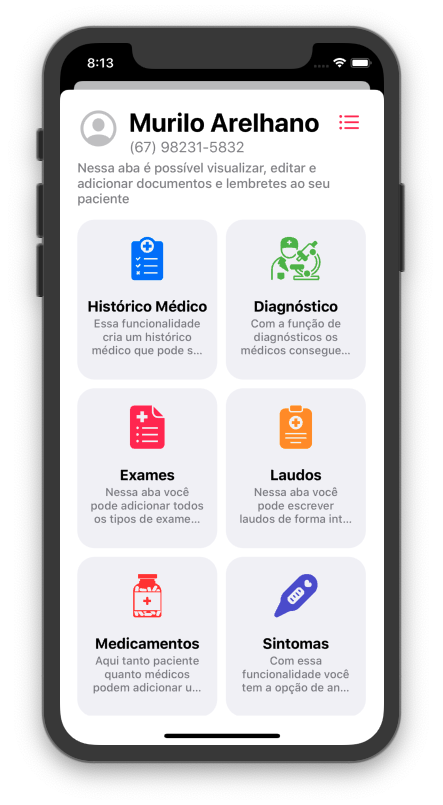 8:13
Murilo Arelhano
(67) 98231-5832
Nessa aba é possível visualizar, editar e
adicionar documentos e lembretes ao seu
paciente
Histórico Médico
Essa funcionalidade
cria um histórico
médico que pode s...
Diagnóstico
Com a função de
diagnósticos os
médicos consegue...
Exames
Nessa aba você
pode adicionar todos
os tipos de exame...
Laudos
Nessa aba você
pode escrever
laudos de forma int...
Medicamentos
Aqui tanto paciente
quanto médicos
podem adicionar u...
Sintomas
Com essa
funcionalidade você
tem a opção de an...